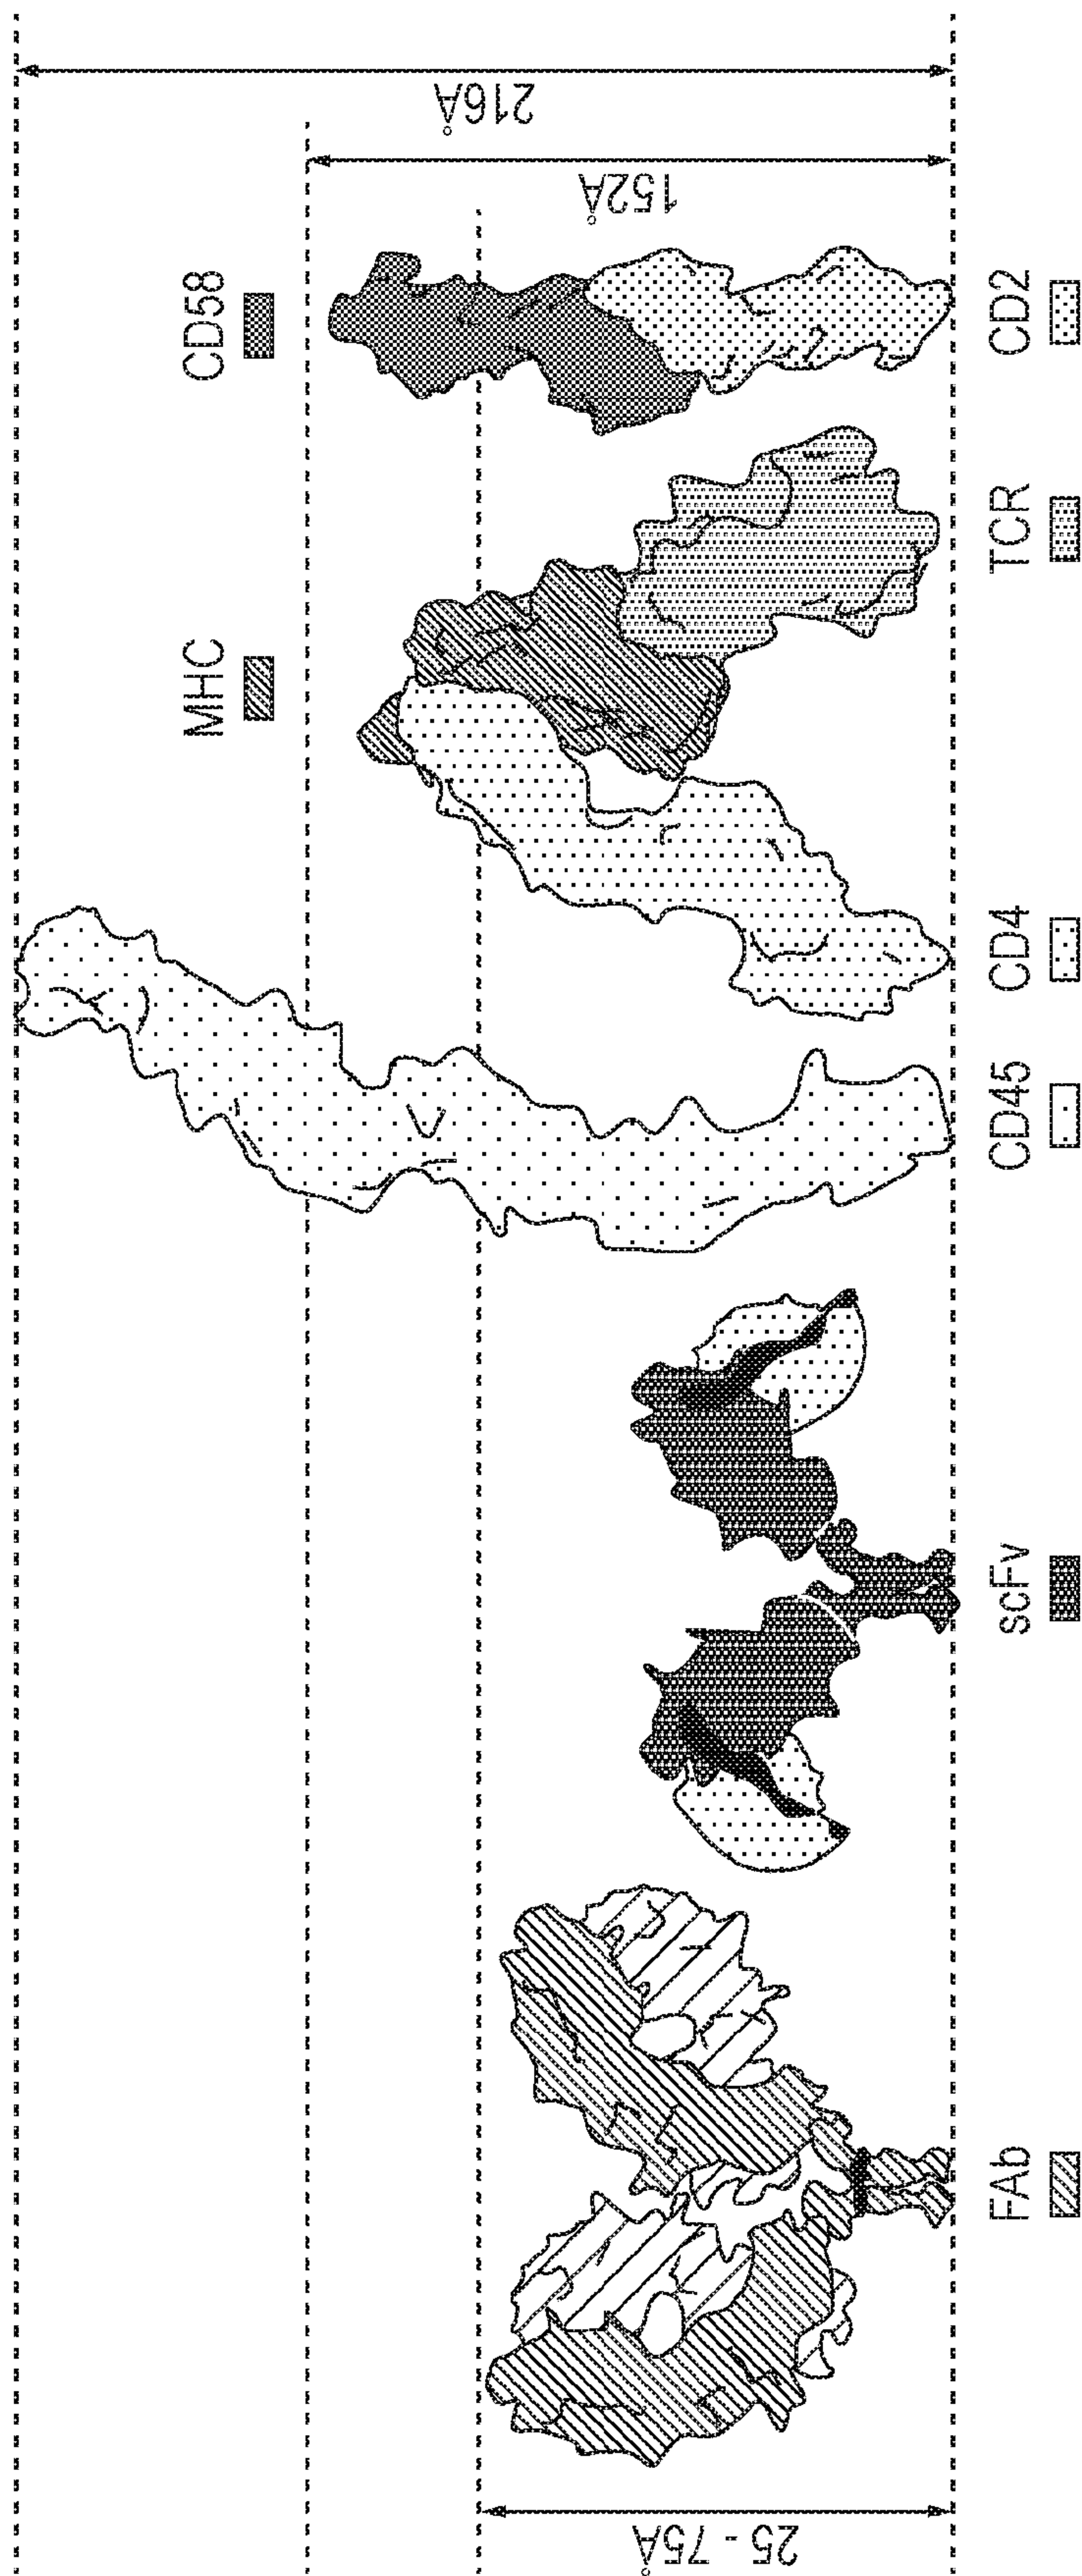 216Å
152Å
25 - 75Å
CD58
MHC
CD2
TCR
CD4
CD45
scFv
FAb